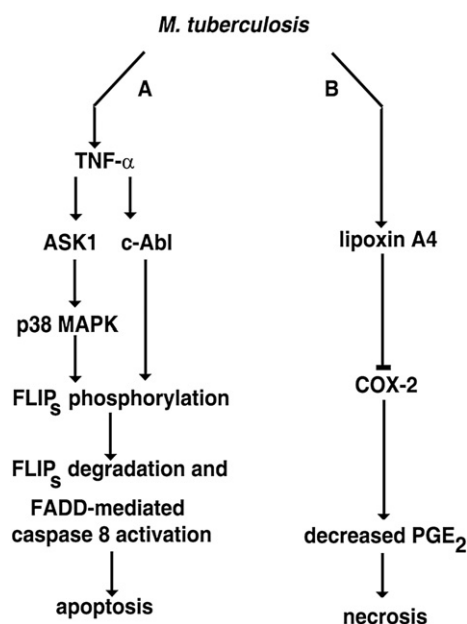 M. tuberculosis
A
B
TNF-α
ASK1 c-Abl
lipoxin A4
p38 MAPK
COX-2
FLIPS phosphorylation
FLIPS degradation and
FADD-mediated
caspase 8 activation
decreased PGE2
apoptosis
necrosis